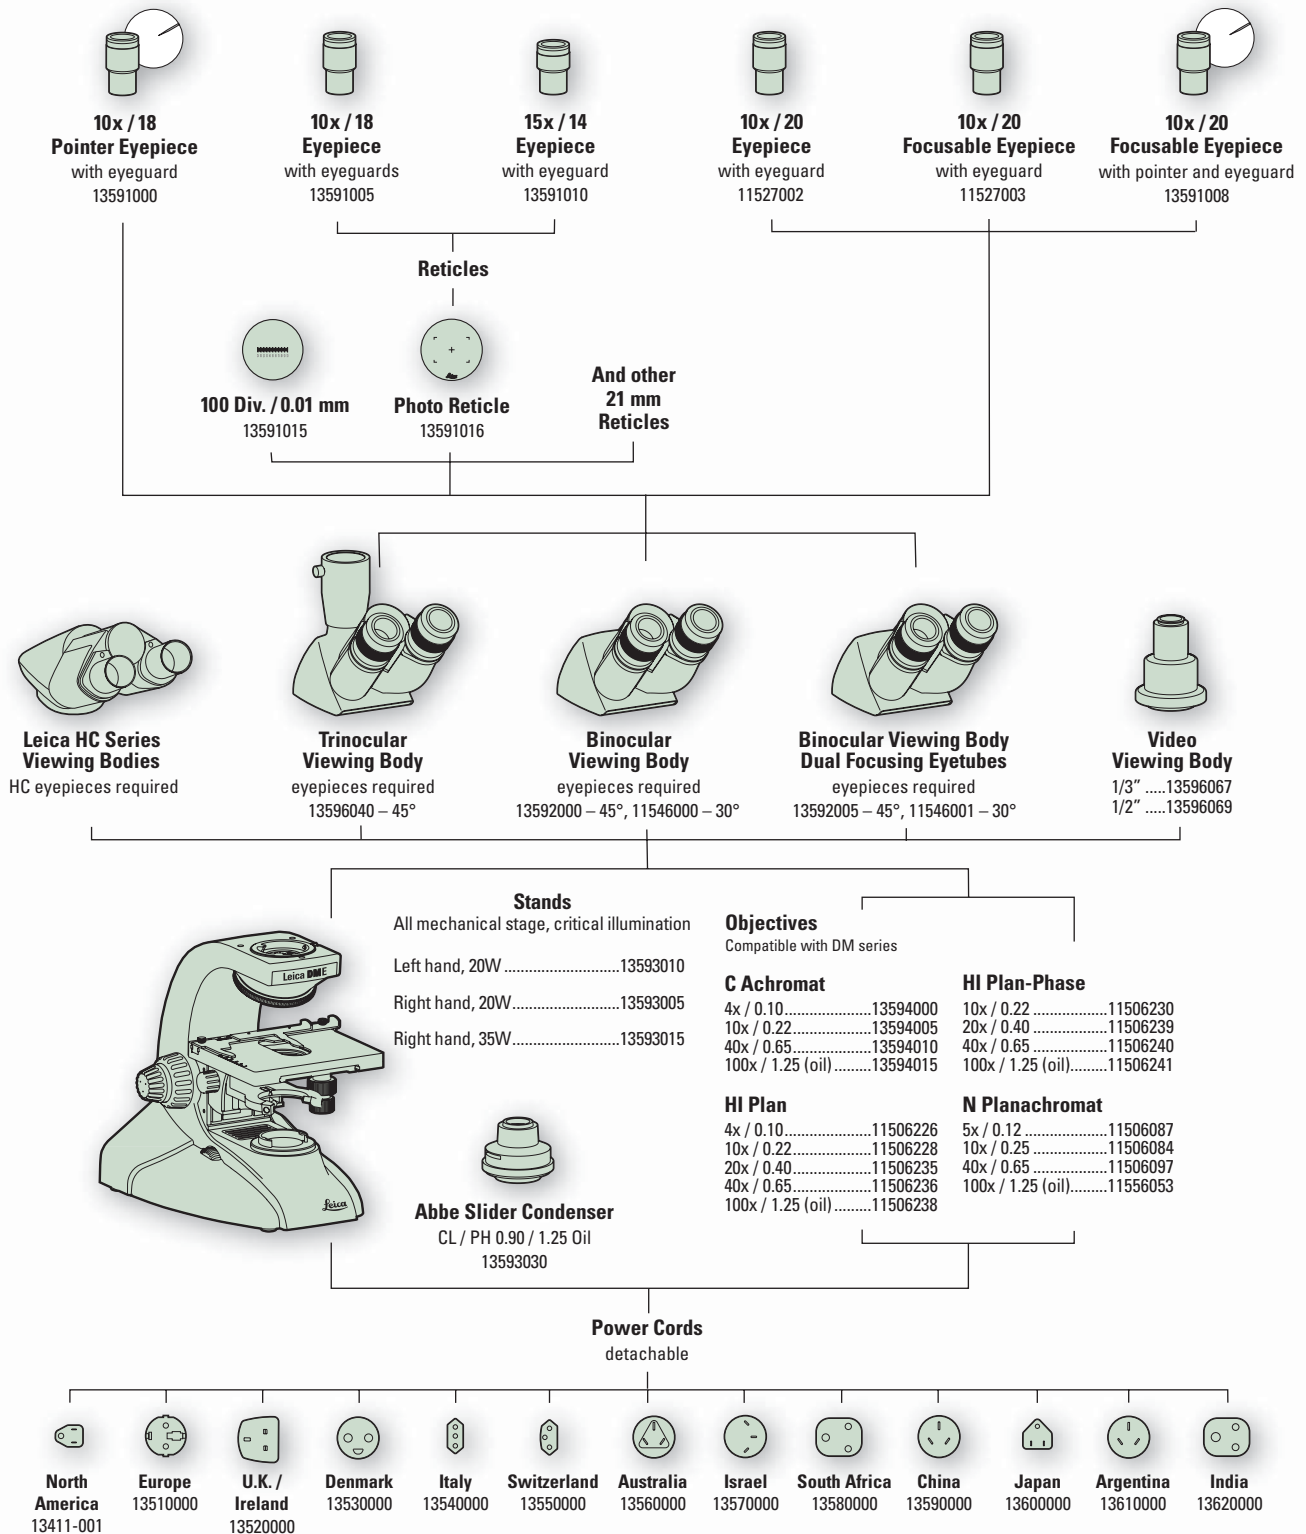 10x / 18
Pointer Eyepiece
with eyeguard
13591000
10x / 18
Eyepiece
with eyeguards
13591005
15x / 14
Eyepiece
with eyeguard
13591010
10x / 20
Eyepiece
with eyeguard
11527002
10x / 20
Focusable Eyepiece
with eyeguard
11527003
10x / 20
Focusable Eyepiece
with pointer and eyeguard
13591008
Reticles
100 Div. / 0.01 mm
13591015
Photo Reticle
13591016
And other
21 mm
Reticles
Leica HC Series
Viewing Bodies
HC eyepieces required
Trinocular
Viewing Body
eyepieces required
13596040 – 45°
Binocular
Viewing Body
eyepieces required
13592000 – 45°, 11546000 – 30°
Binocular Viewing Body
Dual Focusing Eyetubes
eyepieces required
13592005 – 45°, 11546001 – 30°
Video
Viewing Body
1/3” .....13596067
1/2” .....13596069
Leica DM E
Leica
Stands
All mechanical stage, critical illumination
Left hand, 20W ............................13593010
Right hand, 20W..........................13593005
Right hand, 35W..........................13593015
Abbe Slider Condenser
CL / PH 0.90 / 1.25 Oil
13593030
Objectives
Compatible with DM series
C Achromat
4x / 0.10.....................13594000
10x / 0.22...................13594005
40x / 0.65...................13594010
100x / 1.25 (oil) .........13594015
HI Plan
4x / 0.10.....................11506226
10x / 0.22...................11506228
20x / 0.40...................11506235
40x / 0.65...................11506236
100x / 1.25 (oil) .........11506238
HI Plan-Phase
10x / 0.22 ..................11506230
20x / 0.40 ..................11506239
40x / 0.65 ..................11506240
100x / 1.25 (oil).........11506241
N Planachromat
5x / 0.12 ....................11506087
10x / 0.25 ..................11506084
40x / 0.65 ..................11506097
100x / 1.25 (oil).........11556053
Power Cords
detachable
North
America
13411-001
Europe
13510000
U.K. /
Ireland
13520000
Denmark
13530000
Italy
13540000
Switzerland
13550000
Australia
13560000
Israel
13570000
South Africa
13580000
China
13590000
Japan
13600000
Argentina
13610000
India
13620000